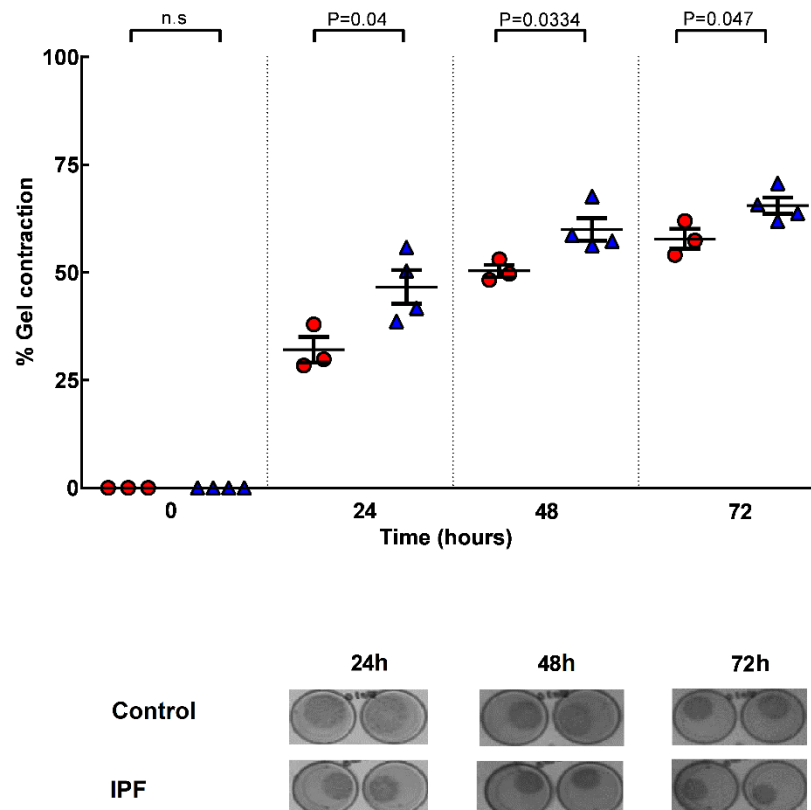 n.s P=0.04 P=0.0334 P=0.047
100
75
50
25
0
% Gel contraction
0 24 48 72
Time (hours)
24h 48h 72h
Control
IPF